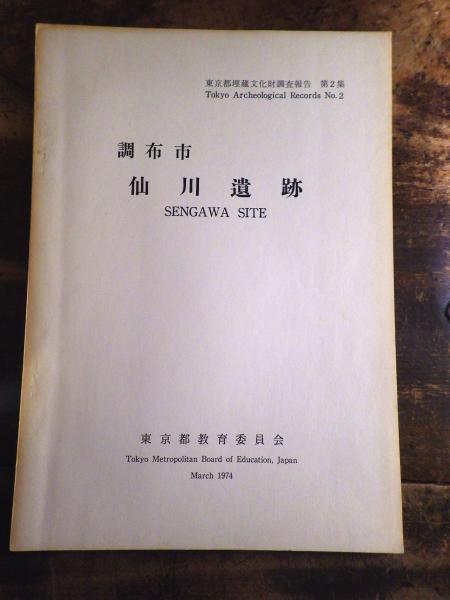 東京都埋蔵文化財調査報告　第2集
Tokyo Archeological Records No.2
調布市
仙川遺跡
SENGAWA SITE
東京都教育委員会
Tokyo Metropolitan Board of Education, Japan
March 1974